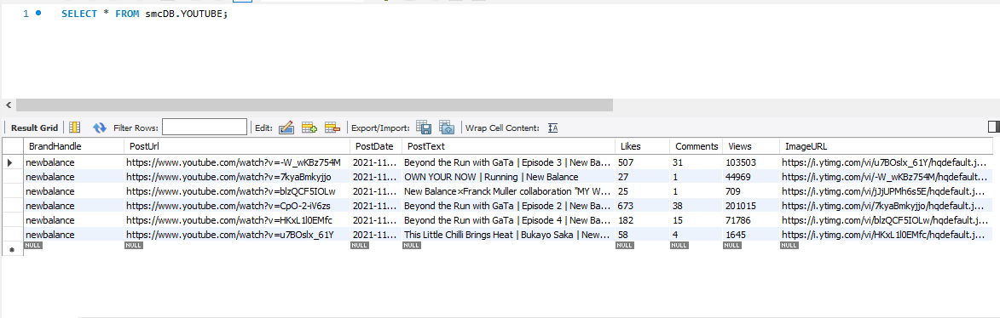 1 SELECT * FROM smcDB.YOUTUBE;
Result Grid Filter Rows: Edit: Export/Import: Wrap Cell Content:
BrandHandle PostUrl PostDate PostText Likes Comments Views ImageURL
newbalance https://www.youtube.com/watch?v=-W_wKBz754M 2021-11... Beyond the Run with GaTa | Episode 3 | New Ba... 507 31 103503 https://i.ytimg.com/vi/u7BOslx_61Y/hqdefault.j...
newbalance https://www.youtube.com/watch?v=7kyaBmkyjjo 2021-11... OWN YOUR NOW | Running | New Balance 27 1 44969 https://i.ytimg.com/vi/-W_wKBz754M/hqdefault...
newbalance https://www.youtube.com/watch?v=blzQCF5IOLw 2021-11... New Balance×Franck Muller collaboration "MY W... 25 1 709 https://i.ytimg.com/vi/jJjUPMh6s5E/hqdefault.j...
newbalance https://www.youtube.com/watch?v=CpO-2-iV6zs 2021-11... Beyond the Run with GaTa | Episode 2 | New Ba... 673 38 201015 https://i.ytimg.com/vi/7kyaBmkyjjo/hqdefault.j...
newbalance https://www.youtube.com/watch?v=HKxL1l0EMfc 2021-11... Beyond the Run with GaTa | Episode 4 | New Ba... 182 15 71786 https://i.ytimg.com/vi/blzQCF5IOLw/hqdefault.j...
newbalance https://www.youtube.com/watch?v=u7BOslx_61Y 2021-11... This Little Chilli Brings Heat | Bukayo Saka | New... 58 4 1645 https://i.ytimg.com/vi/HKxL1l0EMfc/hqdefault.j...
NULL NULL NULL NULL NULL NULL NULL NULL